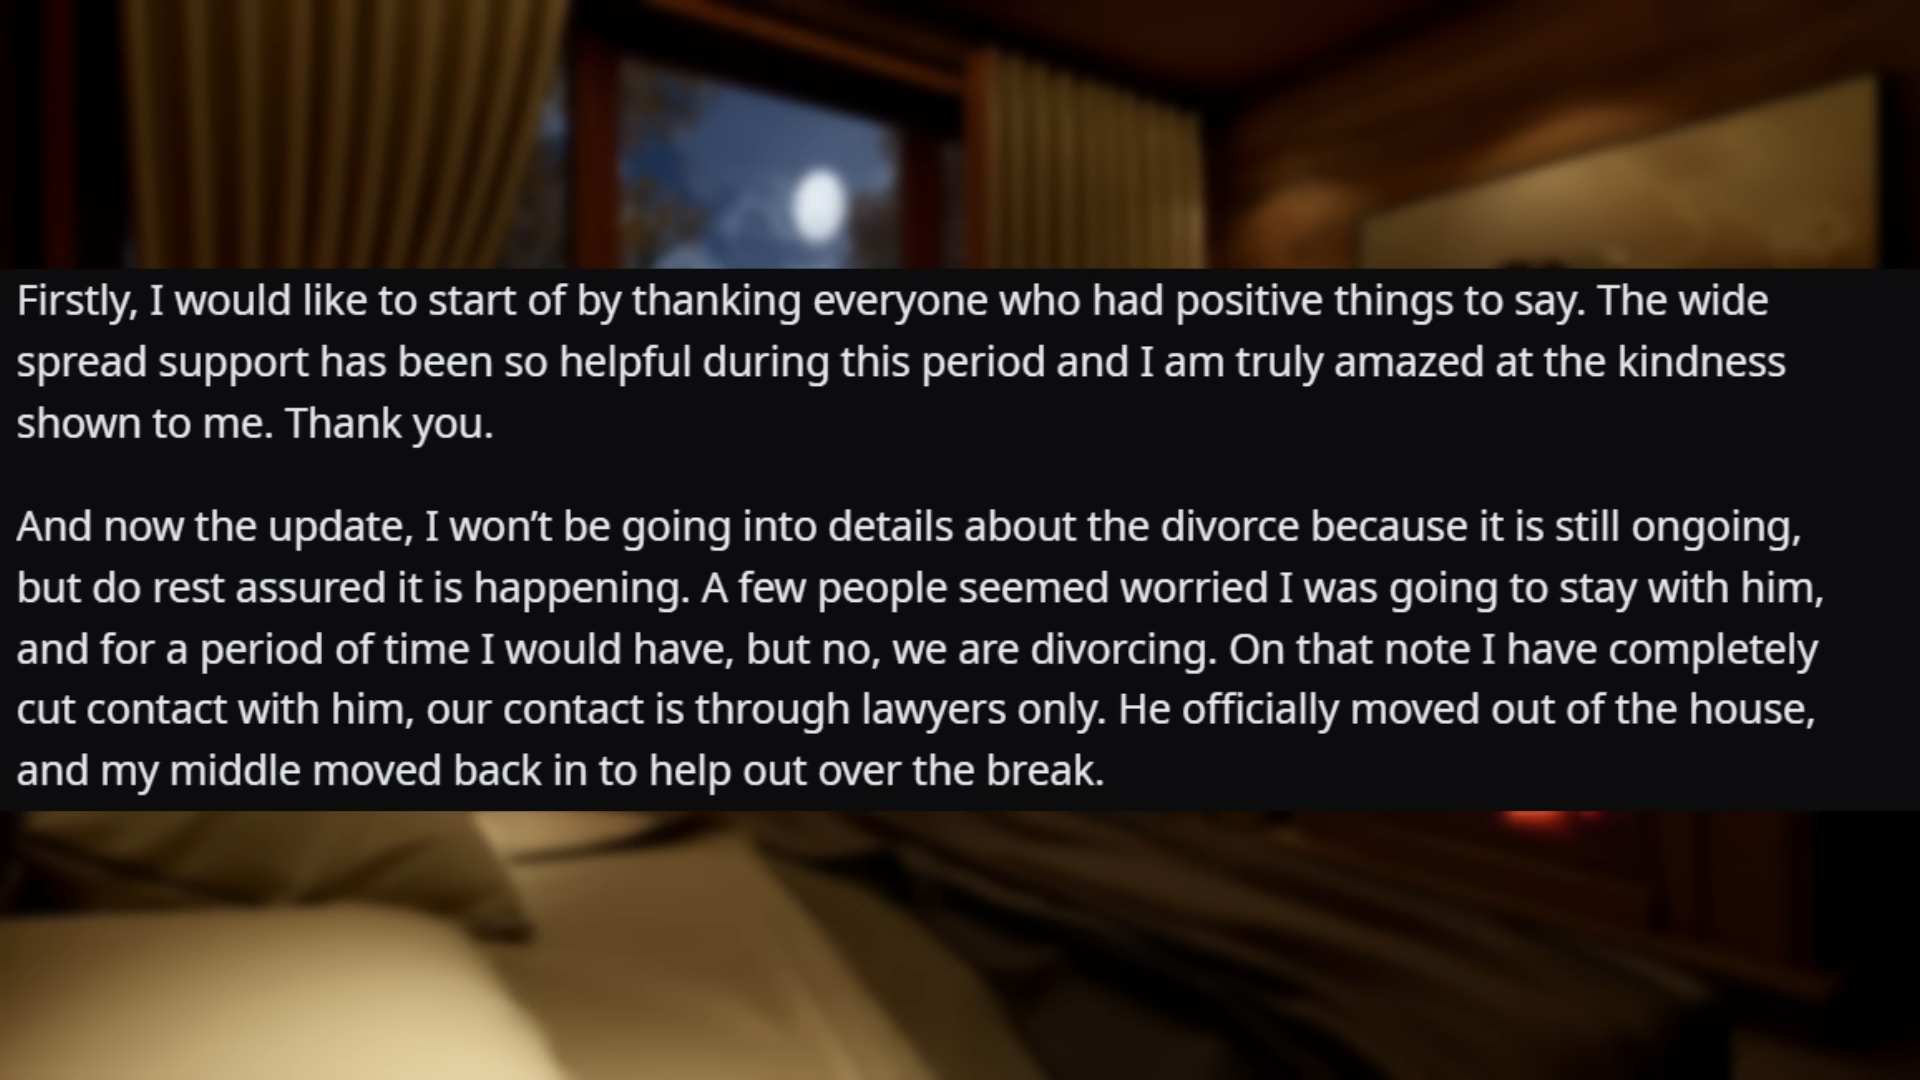 Firstly, I would like to start of by thanking everyone who had positive things to say. The wide
spread support has been so helpful during this period and I am truly amazed at the kindness
shown to me. Thank you.
And now the update, I won’t be going into details about the divorce because it is still ongoing,
but do rest assured it is happening. A few people seemed worried I was going to stay with him,
and for a period of time I would have, but no, we are divorcing. On that note I have completely
cut contact with him, our contact is through lawyers only. He officially moved out of the house,
and my middle moved back in to help out over the break.